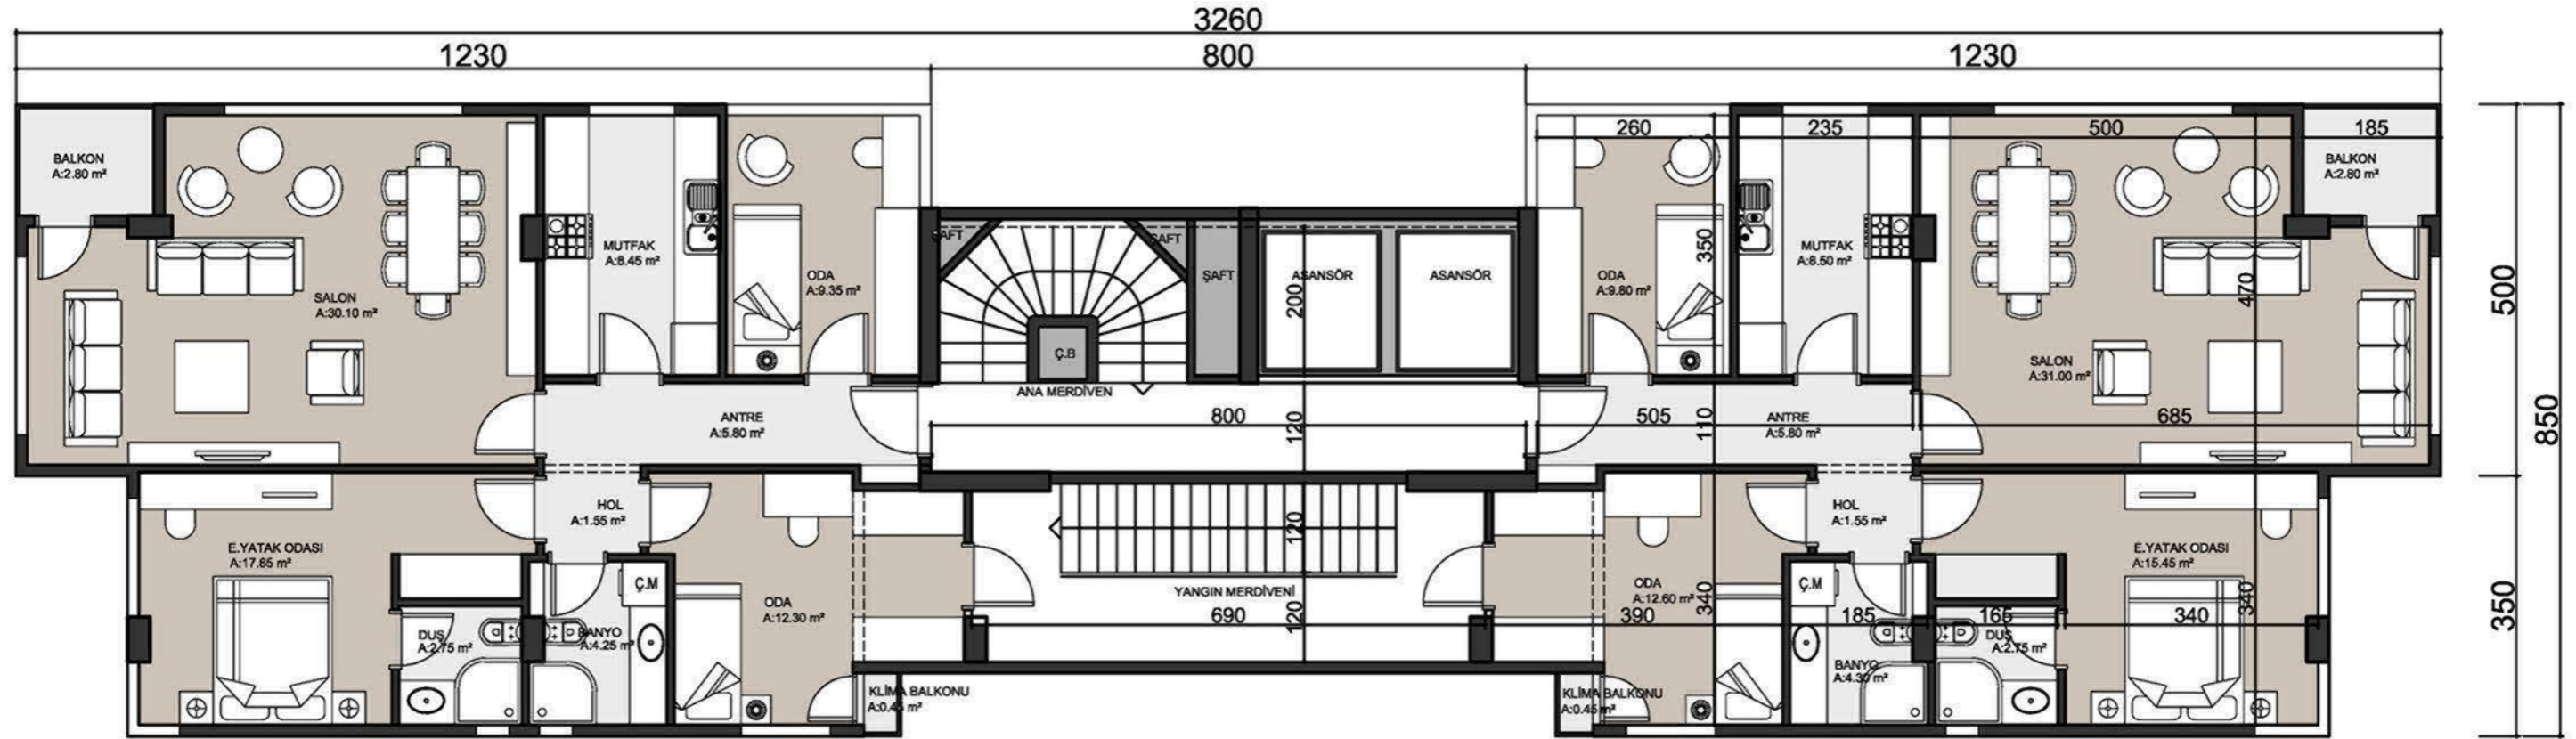 3260
1230
800
1230
BALKON
A:2.80 m²
SALON
A:30.10 m²
MUTFAK
A:8.45 m²
ODA
A:9.35 m²
ANTRE
A:5.80 m²
HOL
A:1.55 m²
E.YATAK ODASI
A:17.65 m²
DUŞ
A:2.75 m²
BANYO
A:4.25 m²
Ç.M
ODA
A:12.30 m²
KLİMA BALKONU
A:0.45 m²
ŞAFT
ŞAFT
ŞAFT
Ç.B
ANA MERDİVEN
ASANSÖR
ASANSÖR
200
800
120
120
YANGIN MERDİVENİ
690
120
260
235
500
185
BALKON
A:2.80 m²
350
ODA
A:9.80 m²
MUTFAK
A:8.50 m²
470
SALON
A:31.00 m²
505
110
ANTRE
A:5.80 m²
685
HOL
A:1.55 m²
E.YATAK ODASI
A:15.45 m²
ODA
A:12.60 m²
340
Ç.M
390
185
165
340
340
DUŞ
A:2.75 m²
BANYO
A:4.30 m²
KLİMA BALKONU
A:0.45 m²
500
850
350